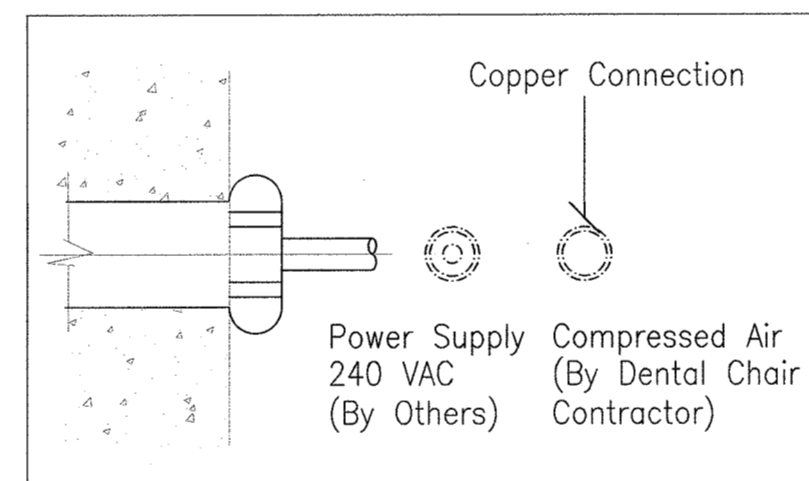 Copper Connection
Power Supply
240 VAC
(By Others)
Compressed Air
(By Dental Chair
Contractor)